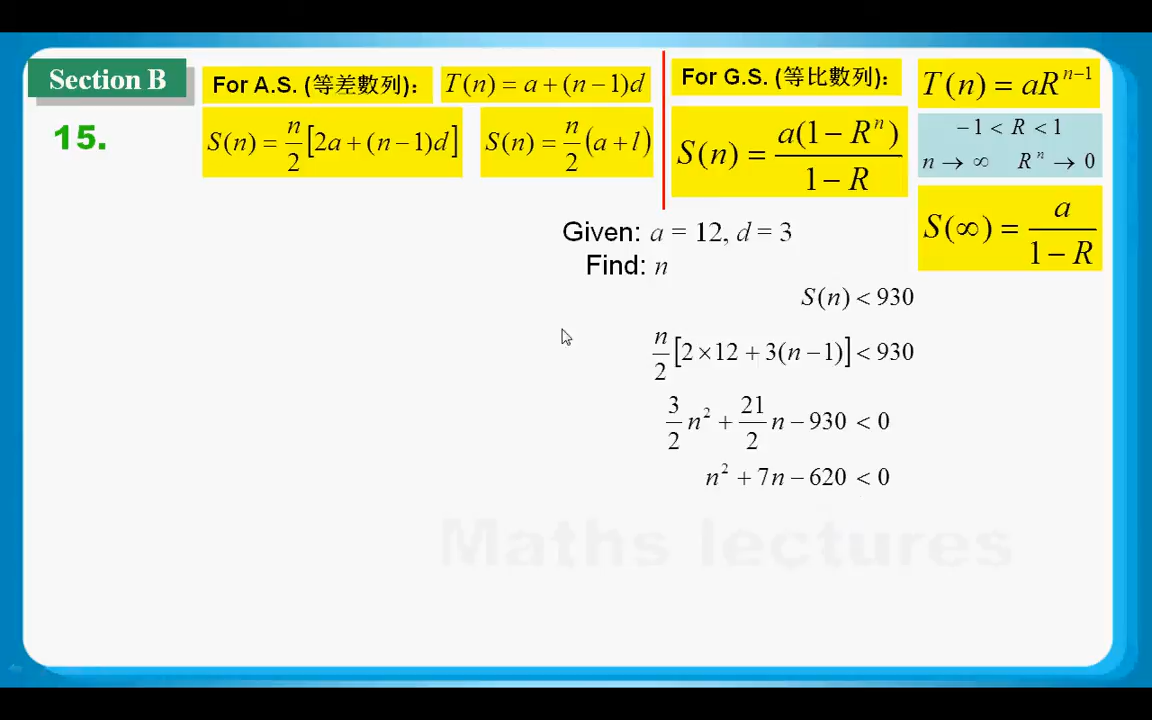 Section B
15.
For A.S. (等差數列):
T(n) = a + (n − 1)d
S(n) = n/2 [2a + (n − 1)d]
S(n) = n/2 (a + l)
For G.S. (等比數列):
T(n) = aR^(n−1)
S(n) = a(1 − R^n) / (1 − R)
−1 < R < 1
n → ∞  R^n → 0
S(∞) = a / (1 − R)
Given: a = 12, d = 3
Find: n
S(n) < 930
n/2 [2 × 12 + 3(n − 1)] < 930
3/2 n² + 21/2 n − 930 < 0
n² + 7n − 620 < 0
Maths lectures